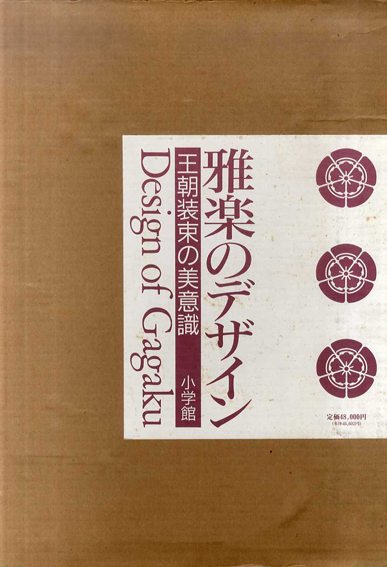 雅楽のデザイン
王朝装束の美意識
小学館
Design of Gagaku
定価48,000円